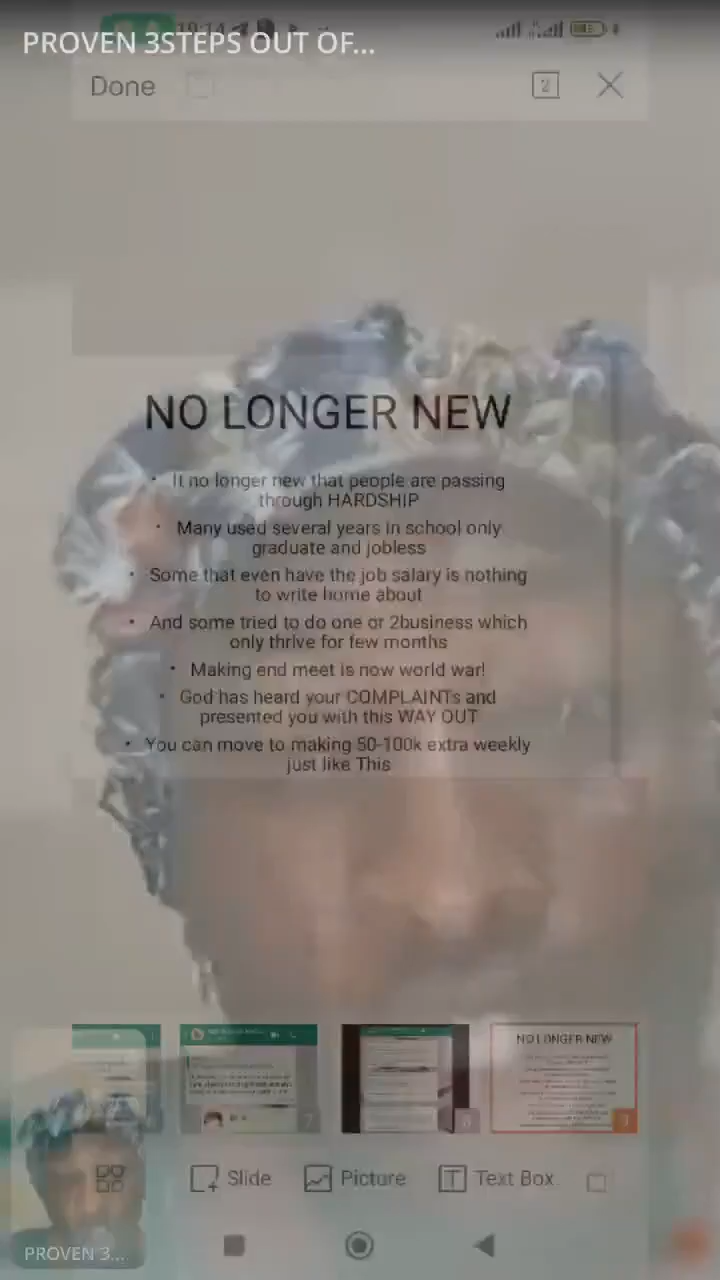 PROVEN 3STEPS OUT OF...
19:14
Done
2
NO LONGER NEW
• It no longer new that people are passing
through HARDSHIP
• Many used several years in school only
graduate and jobless
• Some that even have the job salary is nothing
to write home about
• And some tried to do one or 2business which
only thrive for few months
• Making end meet is now world war!
• God has heard your COMPLAINTs and
presented you with this WAY OUT
• You can move to making 50-100k extra weekly
just like This
NO LONGER NEW
Slide
Picture
Text Box
PROVEN 3...